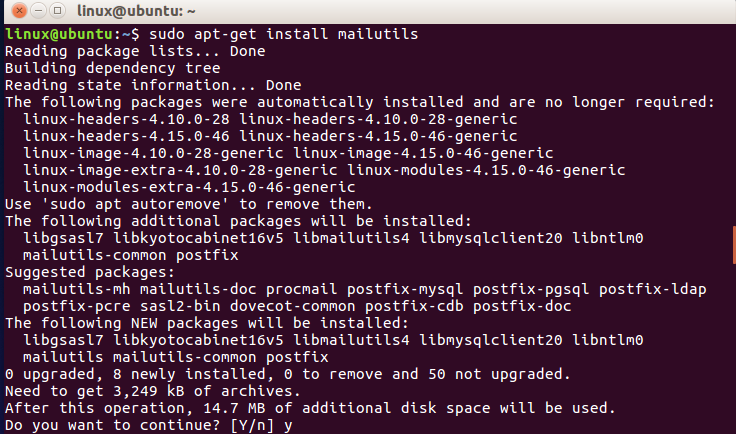 linux@ubuntu: ~
linux@ubuntu:~$ sudo apt-get install mailutils
Reading package lists... Done
Building dependency tree
Reading state information... Done
The following packages were automatically installed and are no longer required:
  linux-headers-4.10.0-28 linux-headers-4.10.0-28-generic
  linux-headers-4.15.0-46 linux-headers-4.15.0-46-generic
  linux-image-4.10.0-28-generic linux-image-4.15.0-46-generic
  linux-image-extra-4.10.0-28-generic linux-modules-4.15.0-46-generic
  linux-modules-extra-4.15.0-46-generic
Use 'sudo apt autoremove' to remove them.
The following additional packages will be installed:
  libgsasl7 libkyotocabinet16v5 libmailutils4 libmysqlclient20 libntlm0
  mailutils-common postfix
Suggested packages:
  mailutils-mh mailutils-doc procmail postfix-mysql postfix-pgsql postfix-ldap
  postfix-pcre sasl2-bin dovecot-common postfix-cdb postfix-doc
The following NEW packages will be installed:
  libgsasl7 libkyotocabinet16v5 libmailutils4 libmysqlclient20 libntlm0
  mailutils mailutils-common postfix
0 upgraded, 8 newly installed, 0 to remove and 50 not upgraded.
Need to get 3,249 kB of archives.
After this operation, 14.7 MB of additional disk space will be used.
Do you want to continue? [Y/n] y